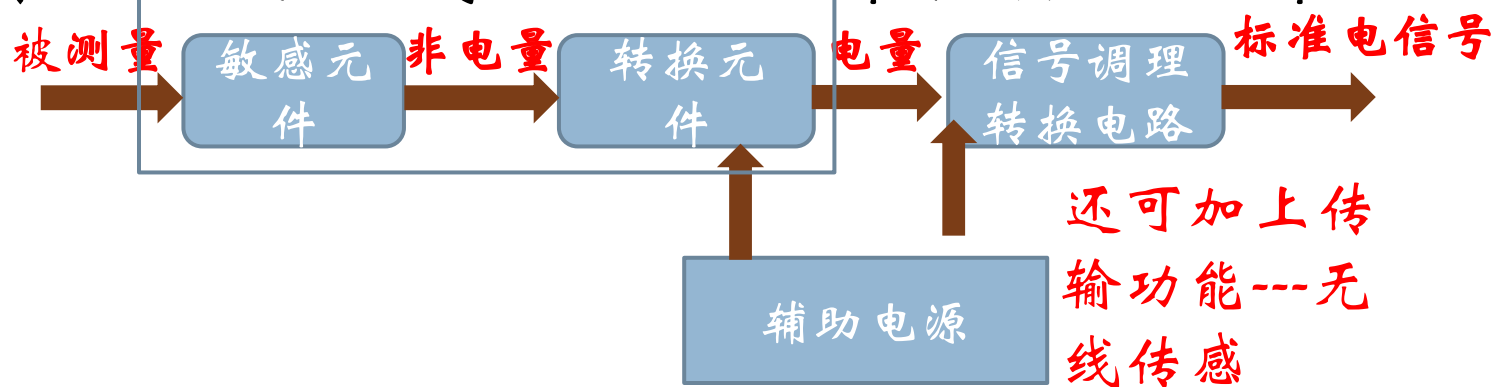 被测量
敏感元
件
非电量
转换元
件
电量
信号调理
转换电路
标准电信号
辅助电源
还可加上传
输功能---无
线传感